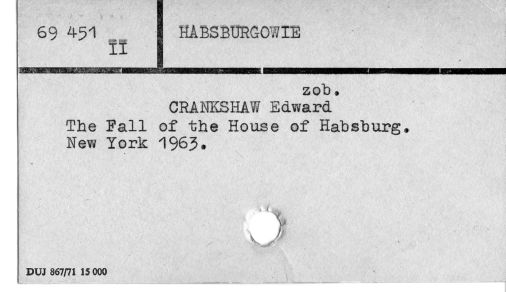 69 451 II
HABSBURGOWIE
zob.
CRANKSHAW Edward
The Fall of the House of Habsburg.
New York 1963.
DUJ 867/71 15 000